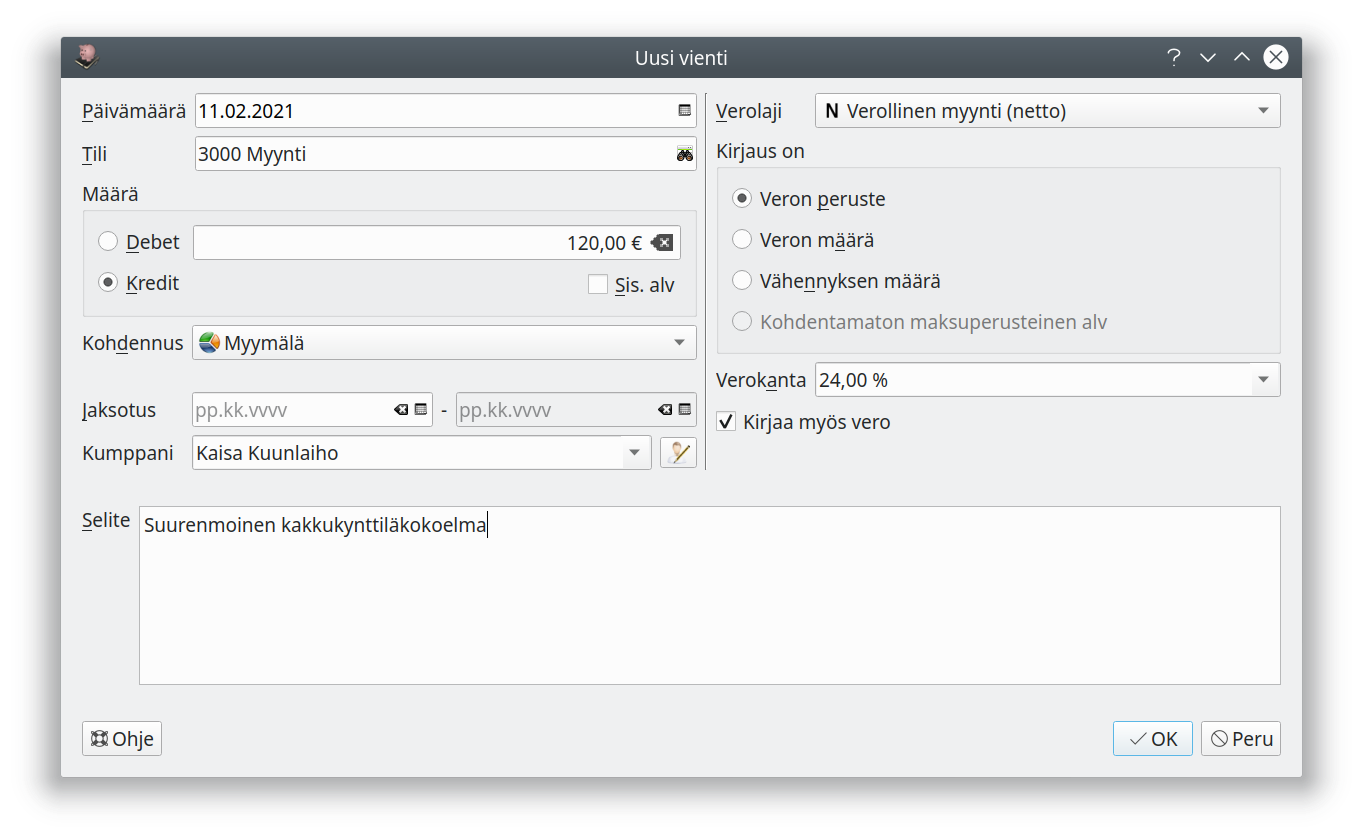 Uusi vienti
Päivämäärä 11.02.2021
Tili 3000 Myynti
Määrä
Debet 120,00 €
Kredit Sis. alv
Kohdennus Myymälä
Jaksotus pp.kk.vvvv - pp.kk.vvvv
Kumppani Kaisa Kuunlaiho
Verolaji N Verollinen myynti (netto)
Kirjaus on
Veron peruste
Veron määrä
Vähennyksen määrä
Kohdentamaton maksuperusteinen alv
Verokanta 24,00 %
Kirjaa myös vero
Selite Suurenmoinen kakkukynttiläkokoelma
Ohje OK Peru